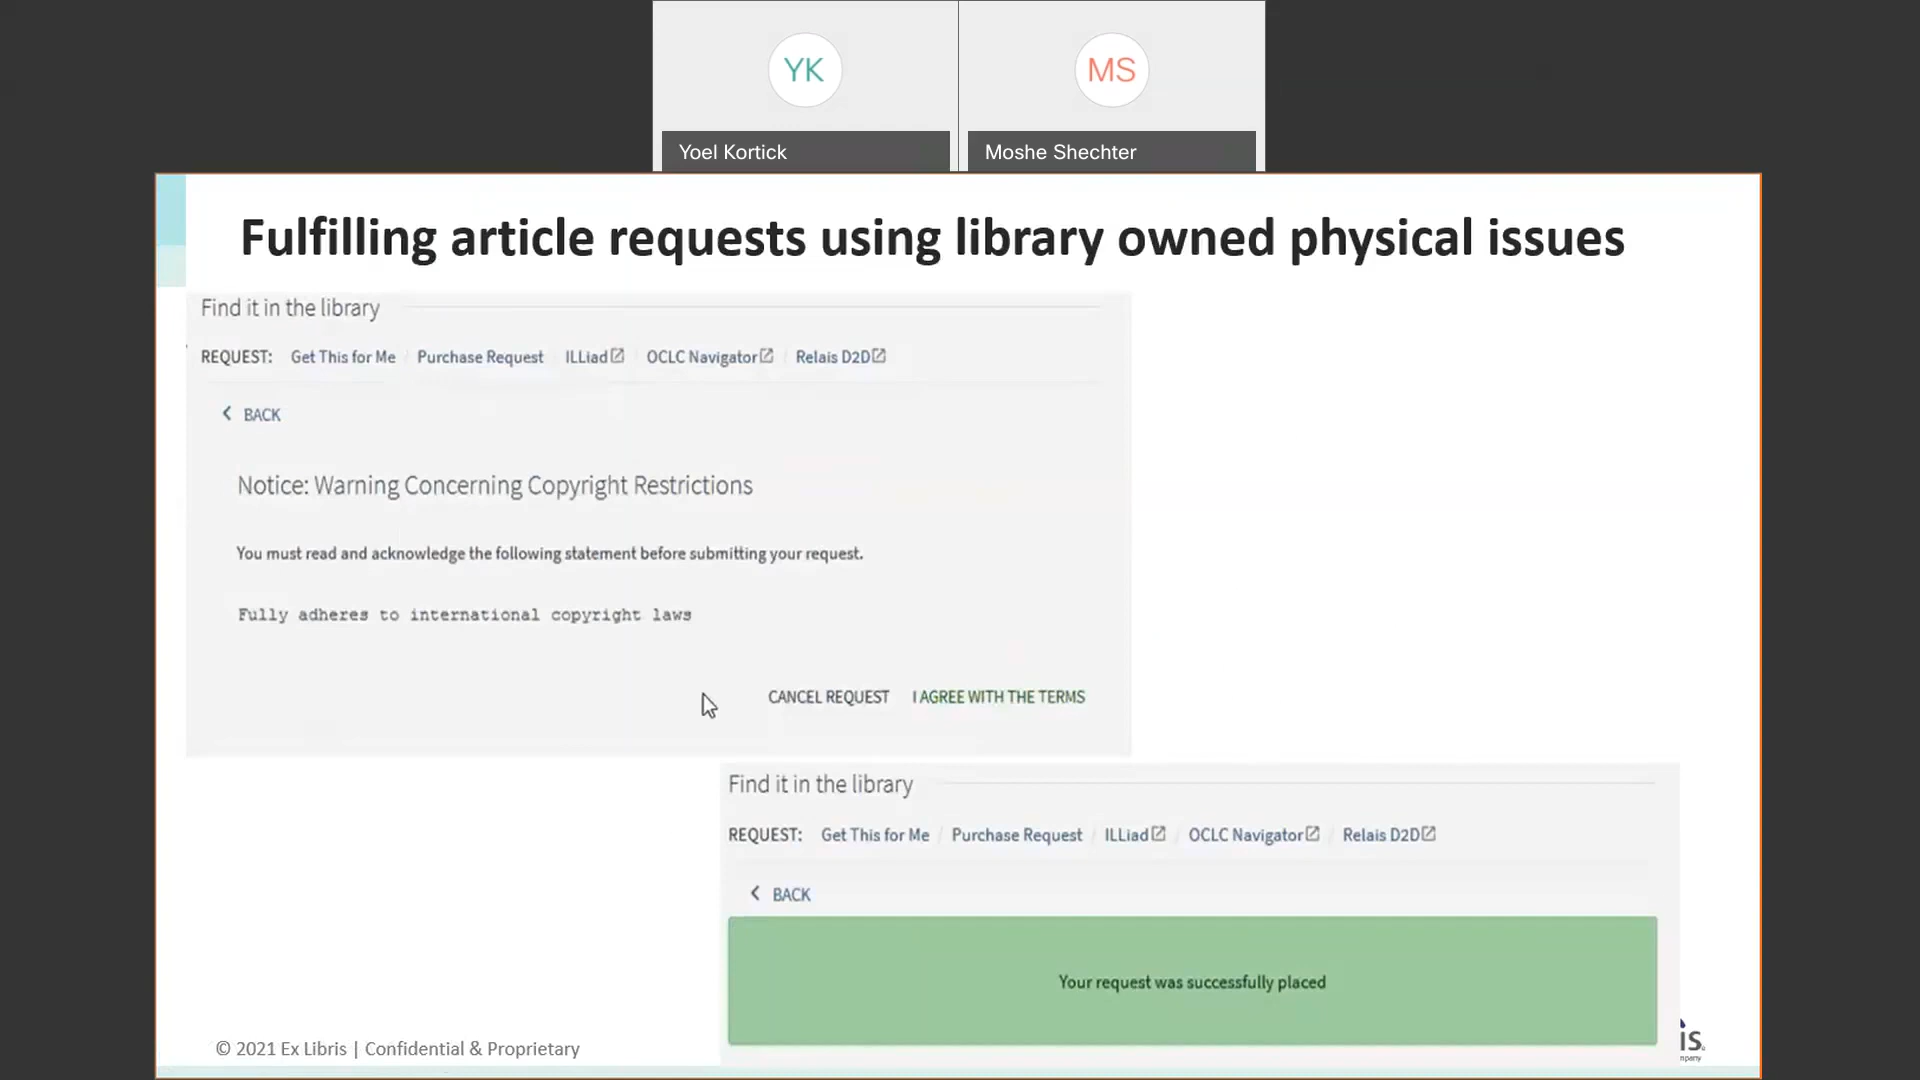 YK
MS
Yoel Kortick
Moshe Shechter
Fulfilling article requests using library owned physical issues
Find it in the library
REQUEST: Get This for Me Purchase Request ILLiad OCLC Navigator Relais D2D
BACK
Notice: Warning Concerning Copyright Restrictions
You must read and acknowledge the following statement before submitting your request.
Fully adheres to international copyright laws
CANCEL REQUEST I AGREE WITH THE TERMS
Find it in the library
REQUEST: Get This for Me Purchase Request ILLiad OCLC Navigator Relais D2D
BACK
Your request was successfully placed
© 2021 Ex Libris | Confidential & Proprietary